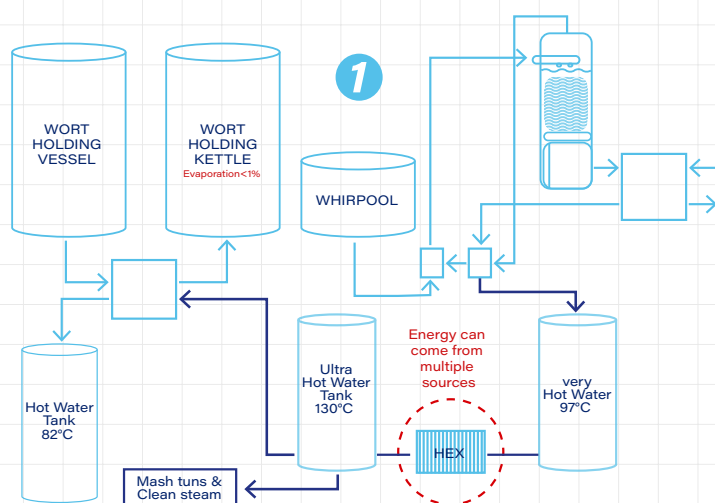 WORT
HOLDING
VESSEL
WORT
HOLDING
KETTLE
Evaporation<1%
1
WHIRPOOL
Energy can
come from
multiple
sources
Ultra
Hot Water
Tank
130°C
very
Hot Water
97°C
Hot Water
Tank
82°C
HEX
Mash tuns &
Clean steam